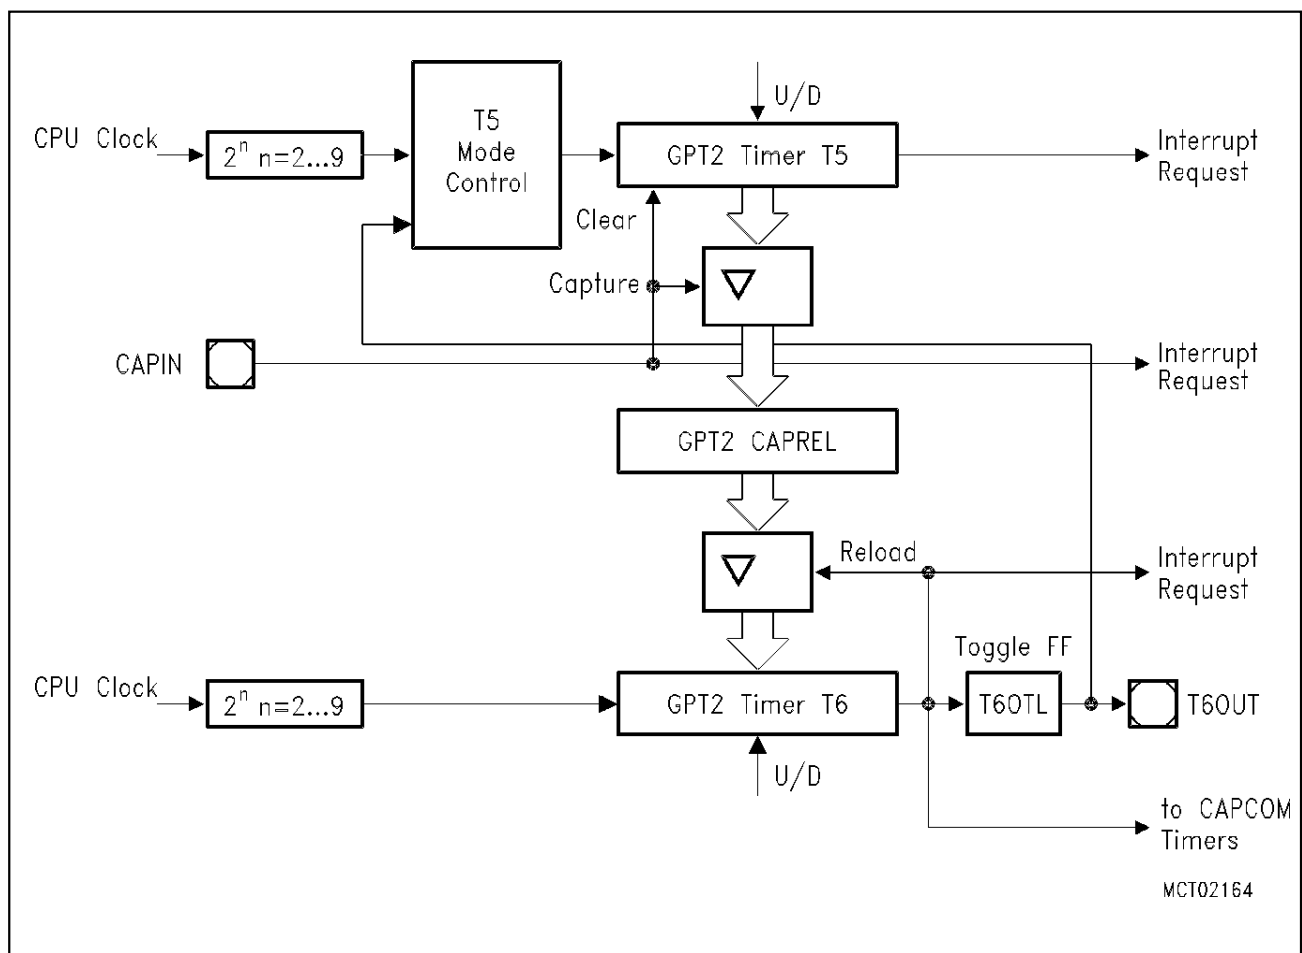 U/D
T5
Mode
Control
CPU Clock
2ⁿ n=2...9
GPT2 Timer T5
Interrupt
Request
Clear
Capture
CAPIN
Interrupt
Request
GPT2 CAPREL
Reload
Interrupt
Request
Toggle FF
CPU Clock
2ⁿ n=2...9
GPT2 Timer T6
T6OTL
T6OUT
U/D
to CAPCOM
Timers
MCT02164